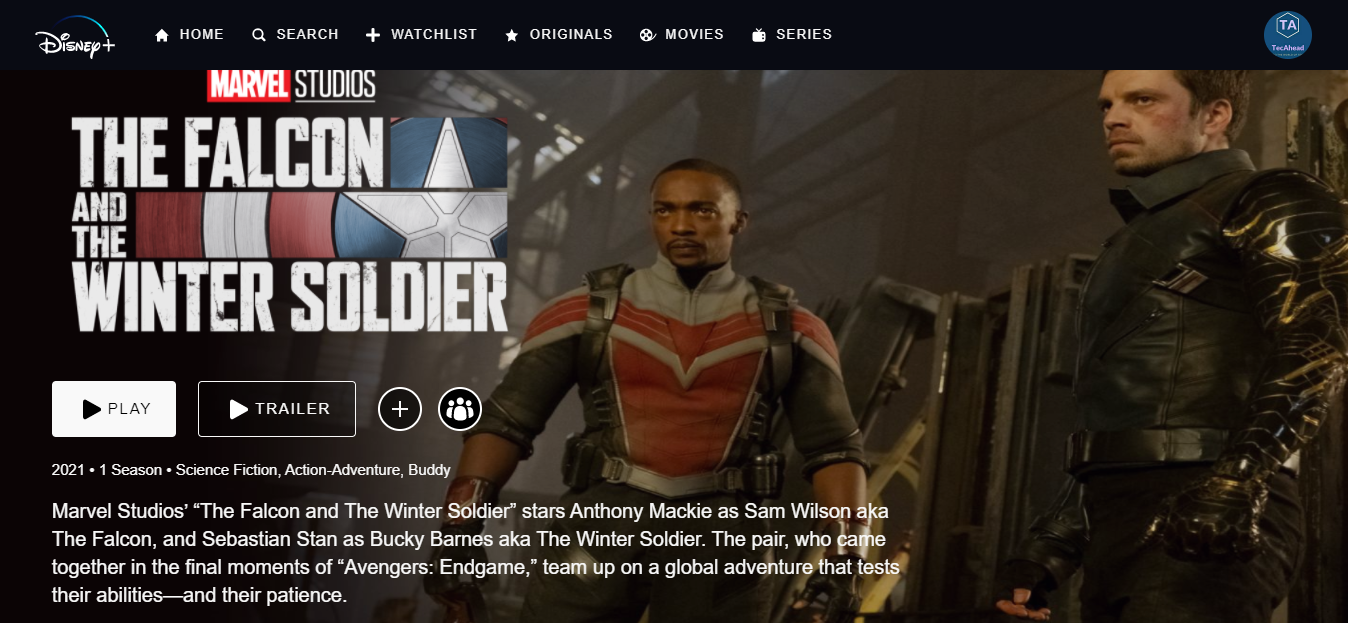 Disney+
HOME
SEARCH
WATCHLIST
ORIGINALS
MOVIES
SERIES
TA
TecAhead
MARVEL STUDIOS
THE FALCON
AND
THE
WINTER SOLDIER
PLAY
TRAILER
2021 • 1 Season • Science Fiction, Action-Adventure, Buddy
Marvel Studios’ “The Falcon and The Winter Soldier” stars Anthony Mackie as Sam Wilson aka
The Falcon, and Sebastian Stan as Bucky Barnes aka The Winter Soldier. The pair, who came
together in the final moments of “Avengers: Endgame,” team up on a global adventure that tests
their abilities—and their patience.